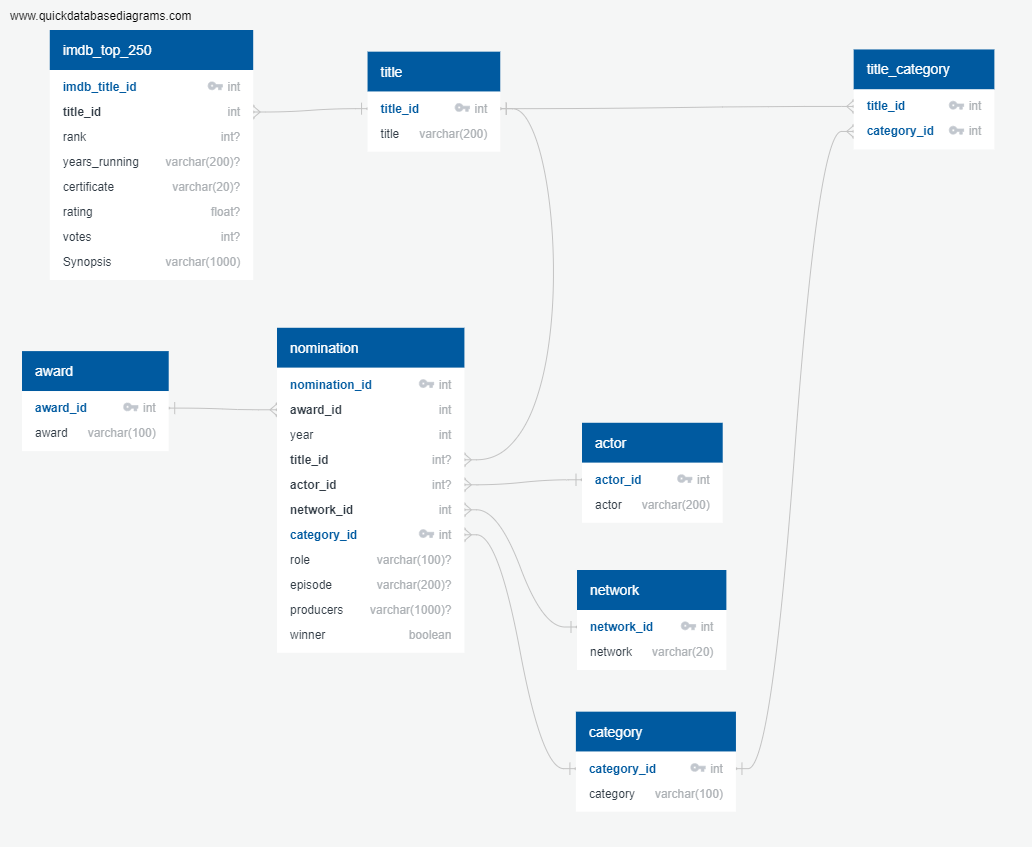 www.quickdatabasediagrams.com
imdb_top_250
imdb_title_id int
title_id int
rank int?
years_running varchar(200)?
certificate varchar(20)?
rating float?
votes int?
Synopsis varchar(1000)
title
title_id int
title varchar(200)
title_category
title_id int
category_id int
award
award_id int
award varchar(100)
nomination
nomination_id int
award_id int
year int
title_id int?
actor_id int?
network_id int
category_id int
role varchar(100)?
episode varchar(200)?
producers varchar(1000)?
winner boolean
actor
actor_id int
actor varchar(200)
network
network_id int
network varchar(20)
category
category_id int
category varchar(100)